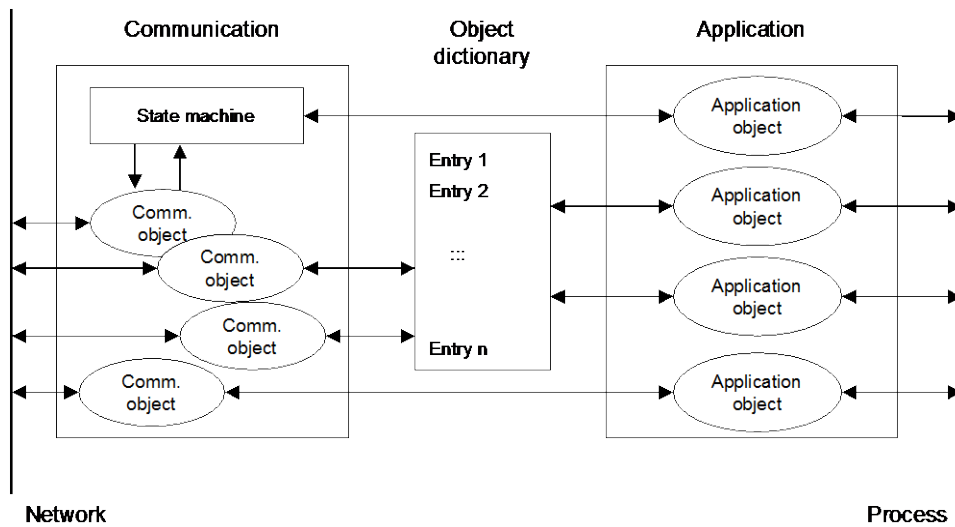 Communication
Object
dictionary
Application
State machine
Application
object
Entry 1
Entry 2
:::
Entry n
Comm.
object
Comm.
object
Comm.
object
Comm.
object
Application
object
Application
object
Application
object
Network
Process